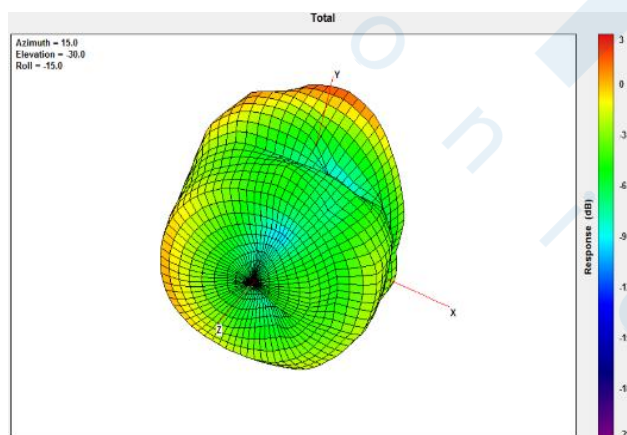 Total
Azimuth = 15.0
Elevation = -30.0
Roll = -15.0
Y
X
Z
3
0
-3
-6
-9
Response (dB)
o
n
i